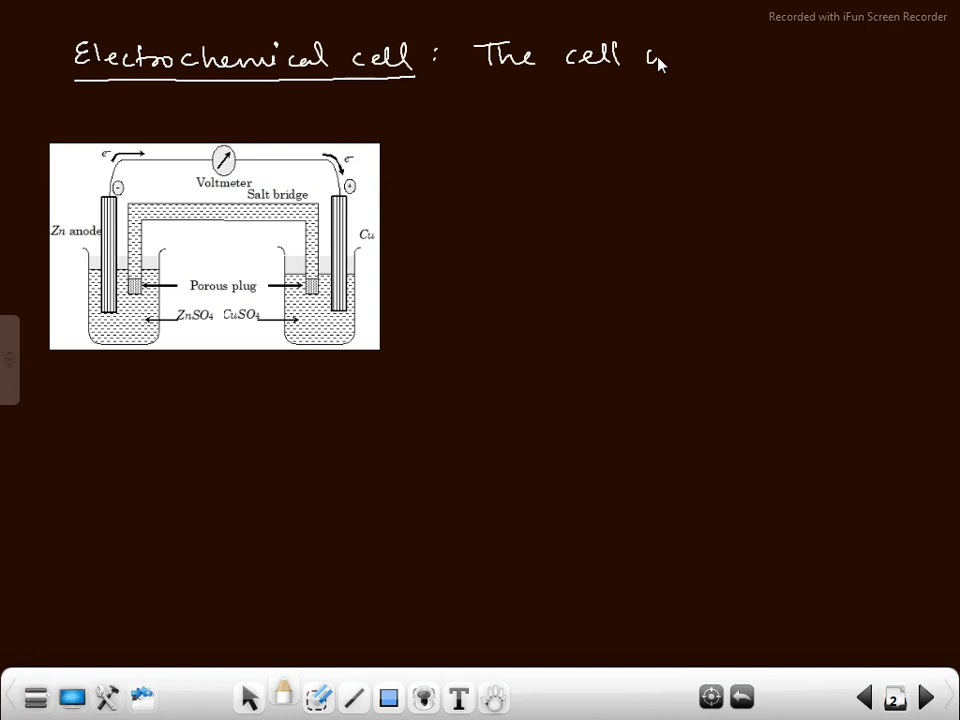 Recorded with iFun Screen Recorder
Electrochemical cell : The cell
e-
e-
-
+
Voltmeter
Salt bridge
Zn anode
Cu
Porous plug
ZnSO4 CuSO4
T
2